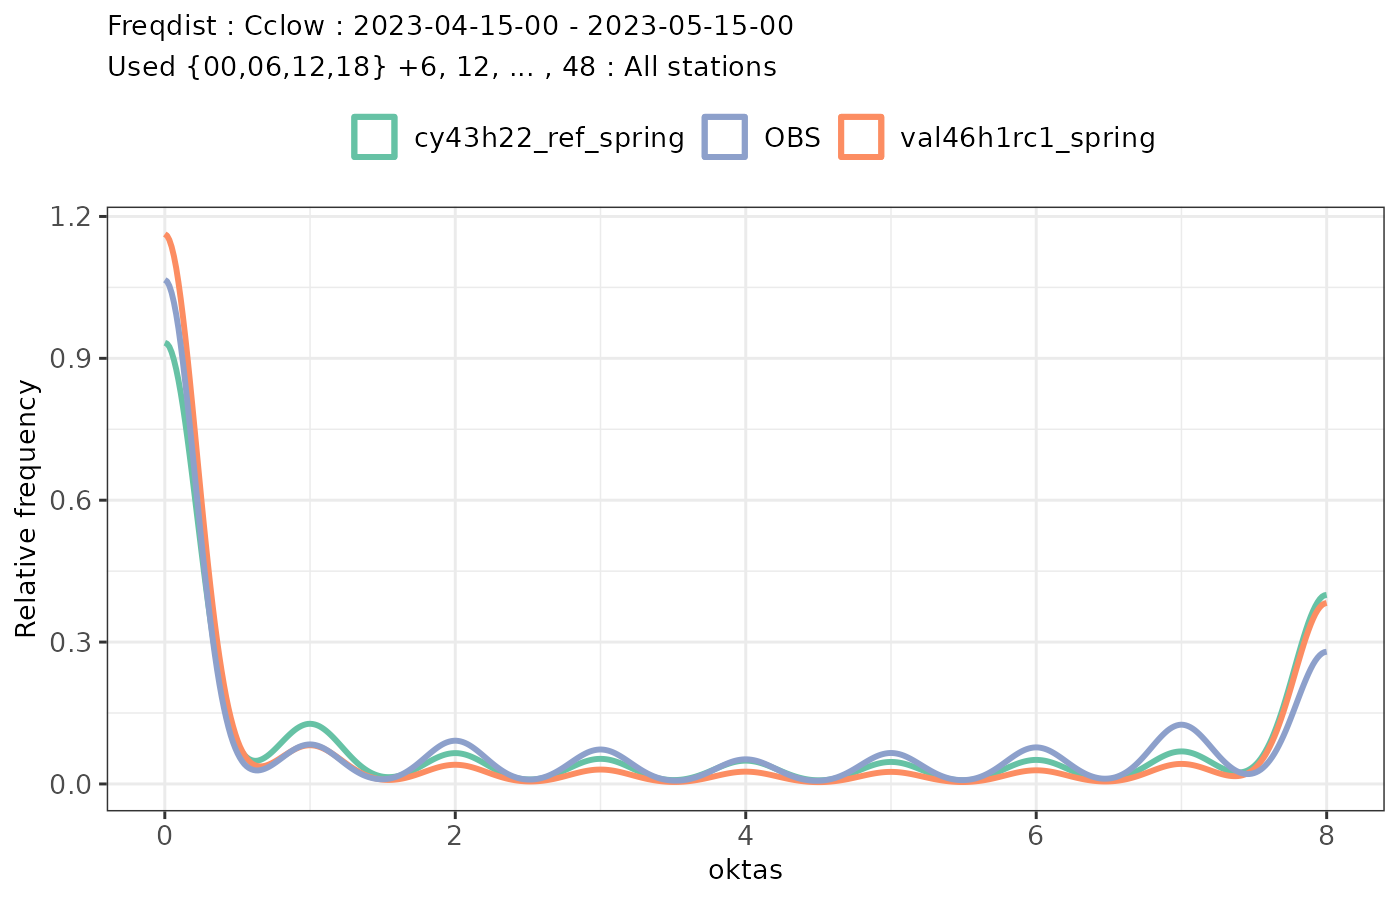 Freqdist : Cclow : 2023-04-15-00 - 2023-05-15-00
Used {00,06,12,18} +6, 12, ... , 48 : All stations
cy43h22_ref_spring OBS val46h1rc1_spring
1.2
0.9
0.6
0.3
0.0
Relative frequency
0 2 4 6 8
oktas